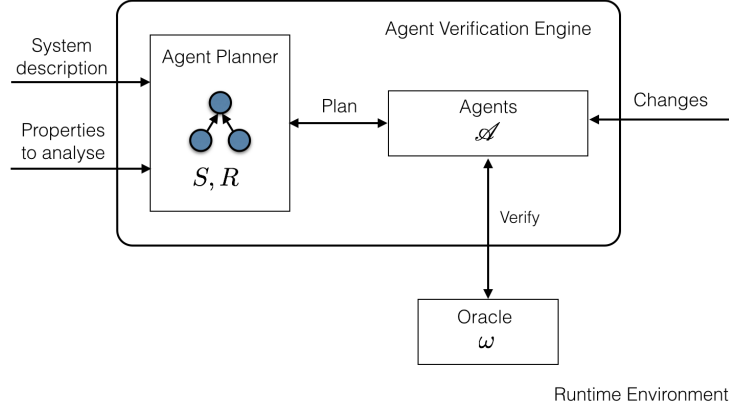 Agent Verification Engine
System
description
Agent Planner
Properties
to analyse
S, R
Plan
Agents
𝒜
Changes
Verify
Oracle
ω
Runtime Environment